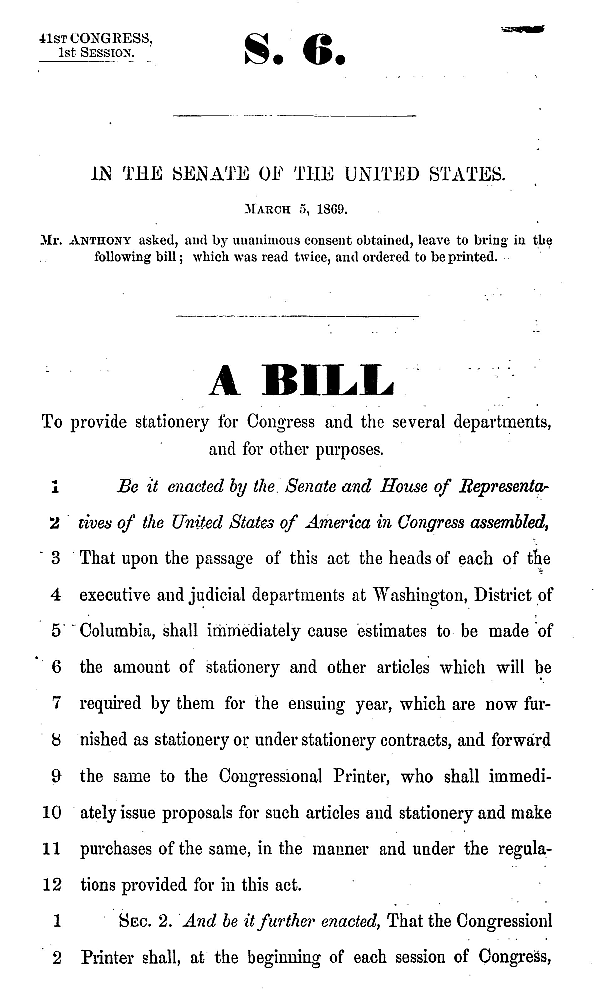 41ST CONGRESS,
1st SESSION.
S. 6.
IN THE SENATE OF THE UNITED STATES.
MARCH 5, 1869.
Mr. ANTHONY asked, and by unanimous consent obtained, leave to bring in the
following bill; which was read twice, and ordered to be printed.
A BILL
To provide stationery for Congress and the several departments,
and for other purposes.
1 Be it enacted by the Senate and House of Representa-
2 tives of the United States of America in Congress assembled,
3 That upon the passage of this act the heads of each of the
4 executive and judicial departments at Washington, District of
5 Columbia, shall immediately cause estimates to be made of
6 the amount of stationery and other articles which will be
7 required by them for the ensuing year, which are now fur-
8 nished as stationery or under stationery contracts, and forward
9 the same to the Congressional Printer, who shall immedi-
10 ately issue proposals for such articles and stationery and make
11 purchases of the same, in the manner and under the regula-
12 tions provided for in this act.
1 SEC. 2. And be it further enacted, That the Congressionl
2 Printer shall, at the beginning of each session of Congress,